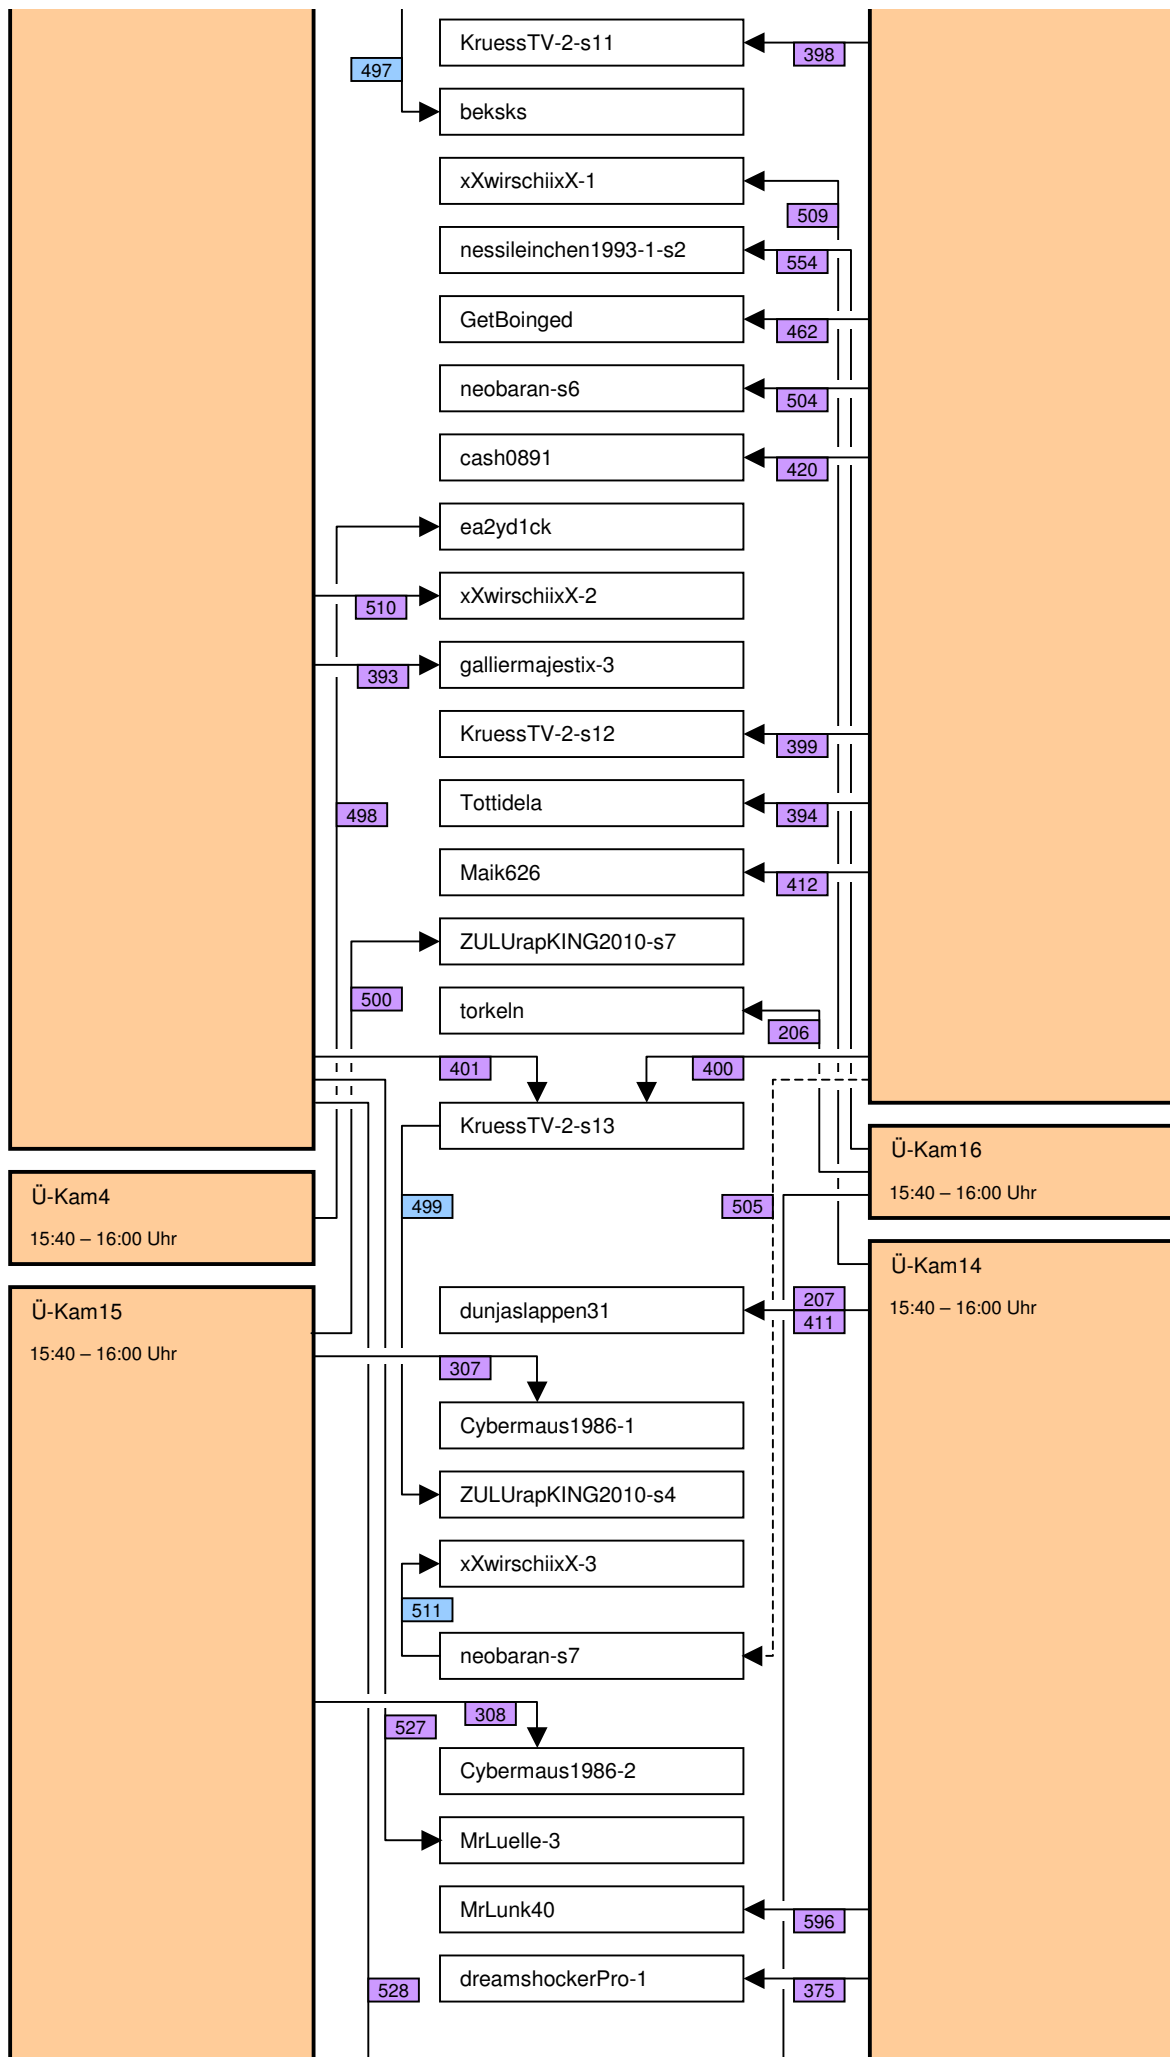 KruessTV-2-s11
398
497
beksks
xXwirschiixX-1
509
nessileinchen1993-1-s2
554
GetBoinged
462
neobaran-s6
504
cash0891
420
ea2yd1ck
xXwirschiixX-2
510
galliermajestix-3
393
KruessTV-2-s12
399
Tottidela
498
394
Maik626
412
ZULUrapKING2010-s7
500
torkeln
206
401
400
KruessTV-2-s13
Ü-Kam16
Ü-Kam4
499
505
15:40 – 16:00 Uhr
15:40 – 16:00 Uhr
Ü-Kam14
Ü-Kam15
dunjaslappen31
207
411
15:40 – 16:00 Uhr
15:40 – 16:00 Uhr
307
Cybermaus1986-1
ZULUrapKING2010-s4
xXwirschiixX-3
511
neobaran-s7
308
527
Cybermaus1986-2
MrLuelle-3
MrLunk40
596
dreamshockerPro-1
528
375